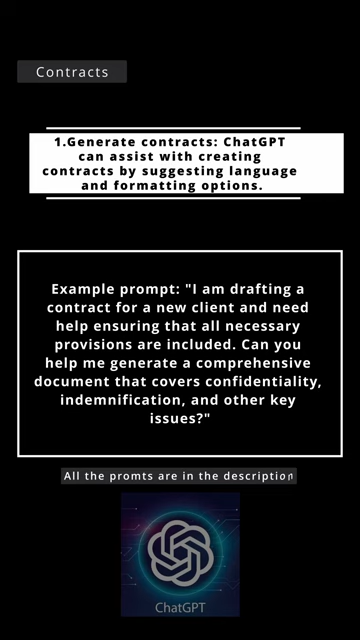 Contracts
1.Generate contracts: ChatGPT
can assist with creating
contracts by suggesting language
and formatting options.
Example prompt: "I am drafting a
contract for a new client and need
help ensuring that all necessary
provisions are included. Can you
help me generate a comprehensive
document that covers confidentiality,
indemnification, and other key
issues?"
All the promts are in the description
ChatGPT